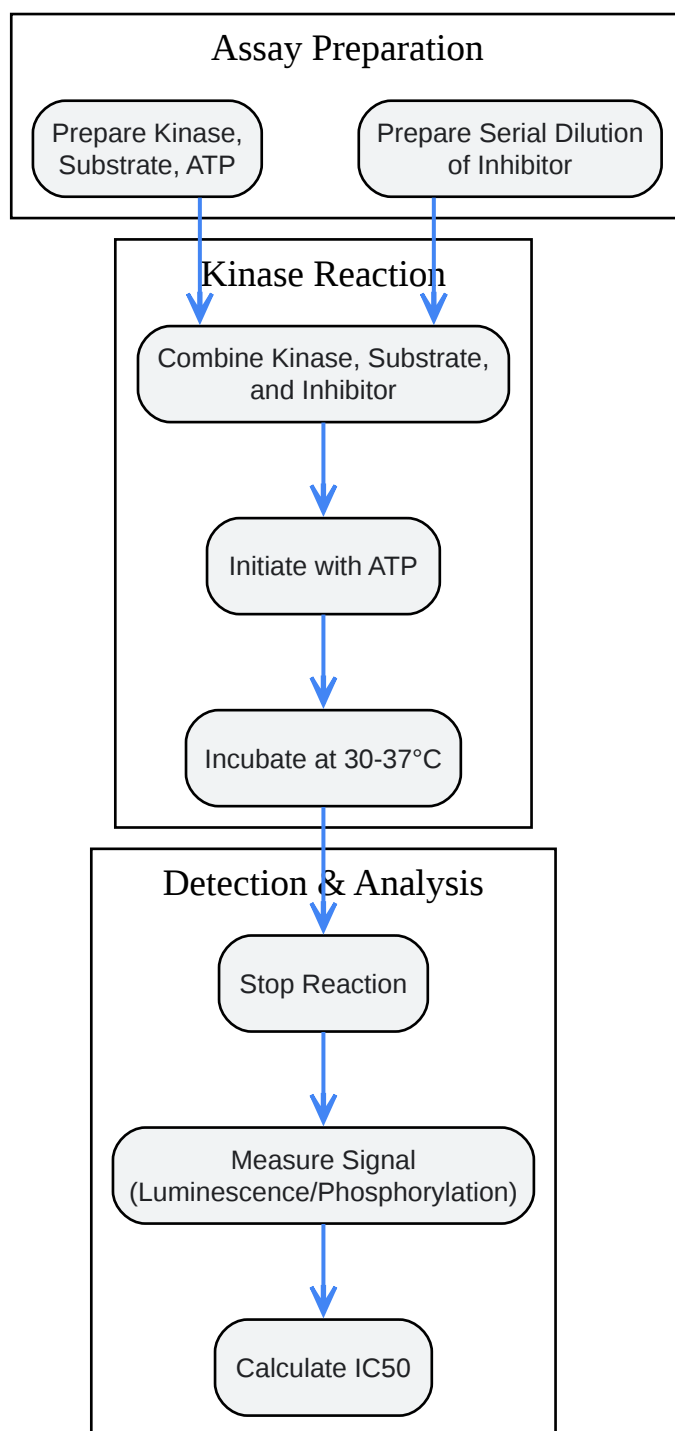 Assay Preparation
Prepare Kinase,
Substrate, ATP
Prepare Serial Dilution
of Inhibitor
Kinase Reaction
Combine Kinase, Substrate,
and Inhibitor
Initiate with ATP
Incubate at 30-37°C
Detection & Analysis
Stop Reaction
Measure Signal
(Luminescence/Phosphorylation)
Calculate IC50